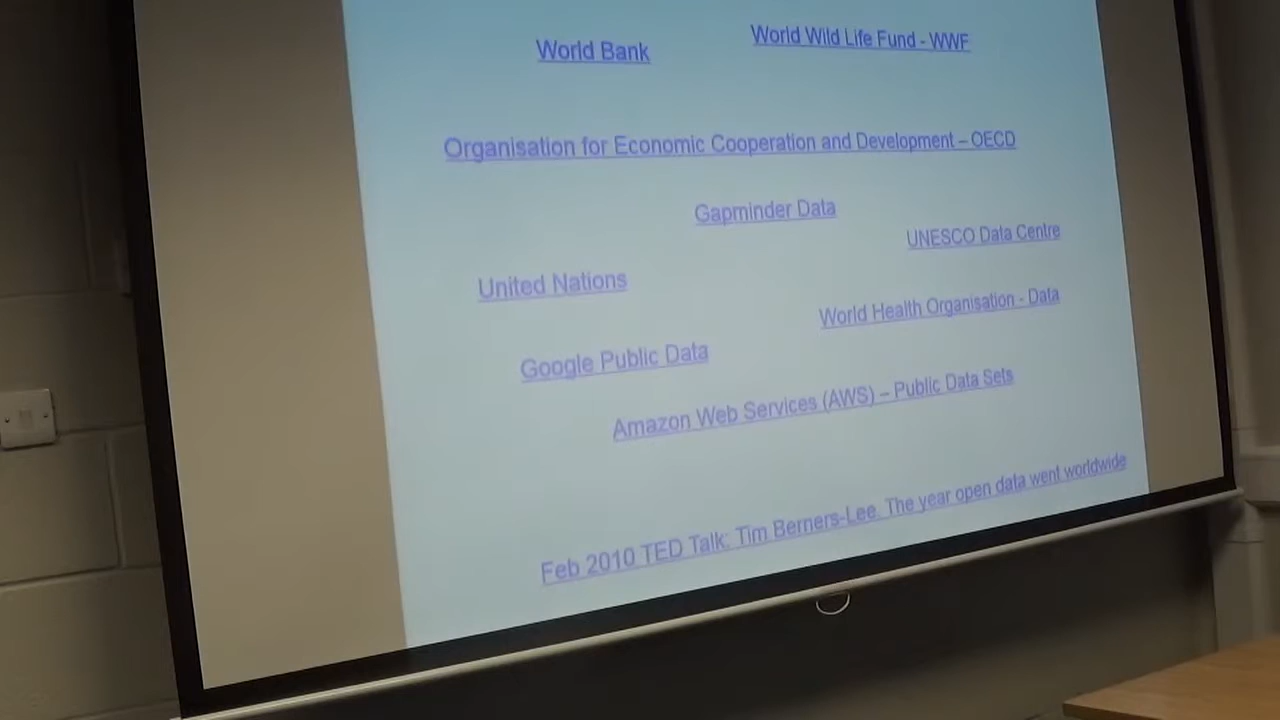 World Bank
World Wild Life Fund - WWF
Organisation for Economic Cooperation and Development – OECD
Gapminder Data
UNESCO Data Centre
United Nations
World Health Organisation - Data
Google Public Data
Amazon Web Services (AWS) – Public Data Sets
Feb 2010 TED Talk: Tim Berners-Lee. The year open data went worldwide